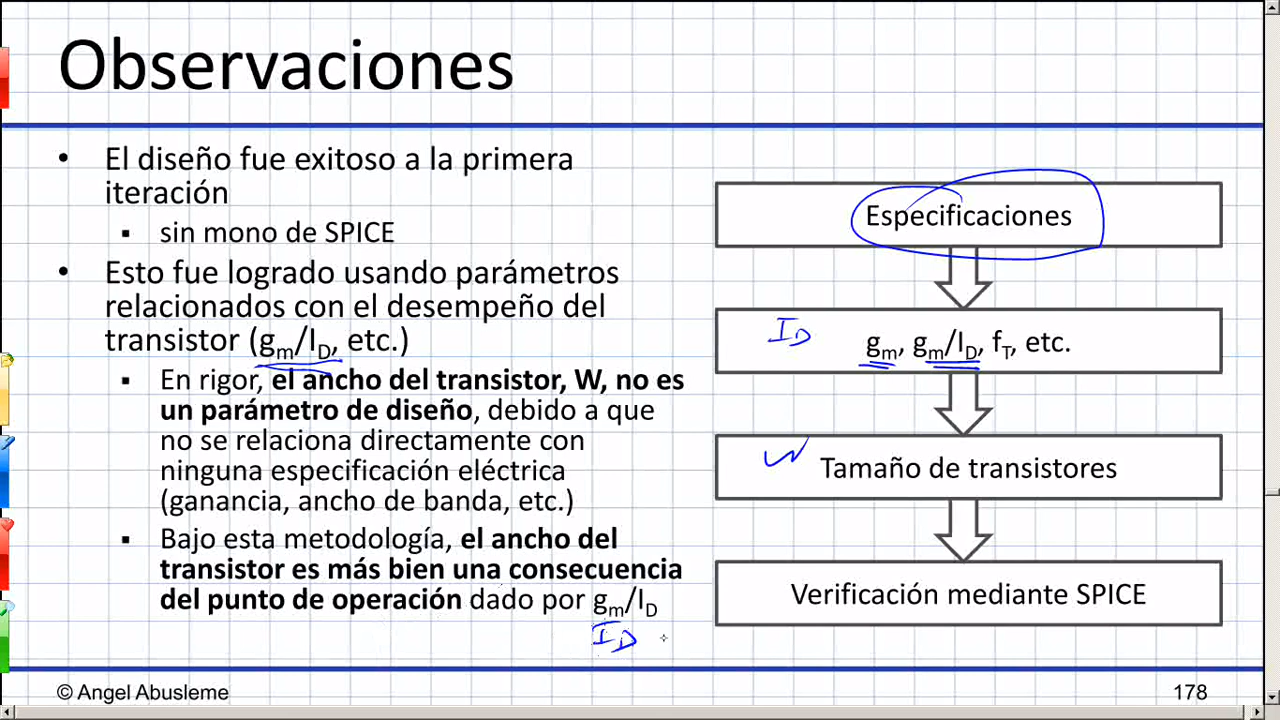 Observaciones
• El diseño fue exitoso a la primera
iteración
▪ sin mono de SPICE
• Esto fue logrado usando parámetros
relacionados con el desempeño del
transistor (gm/ID, etc.)
▪ En rigor, el ancho del transistor, W, no es
un parámetro de diseño, debido a que
no se relaciona directamente con
ninguna especificación eléctrica
(ganancia, ancho de banda, etc.)
▪ Bajo esta metodología, el ancho del
transistor es más bien una consecuencia
del punto de operación dado por gm/ID
ID
Especificaciones
ID gm, gm/ID, fT, etc.
W Tamaño de transistores
Verificación mediante SPICE
© Angel Abusleme
178